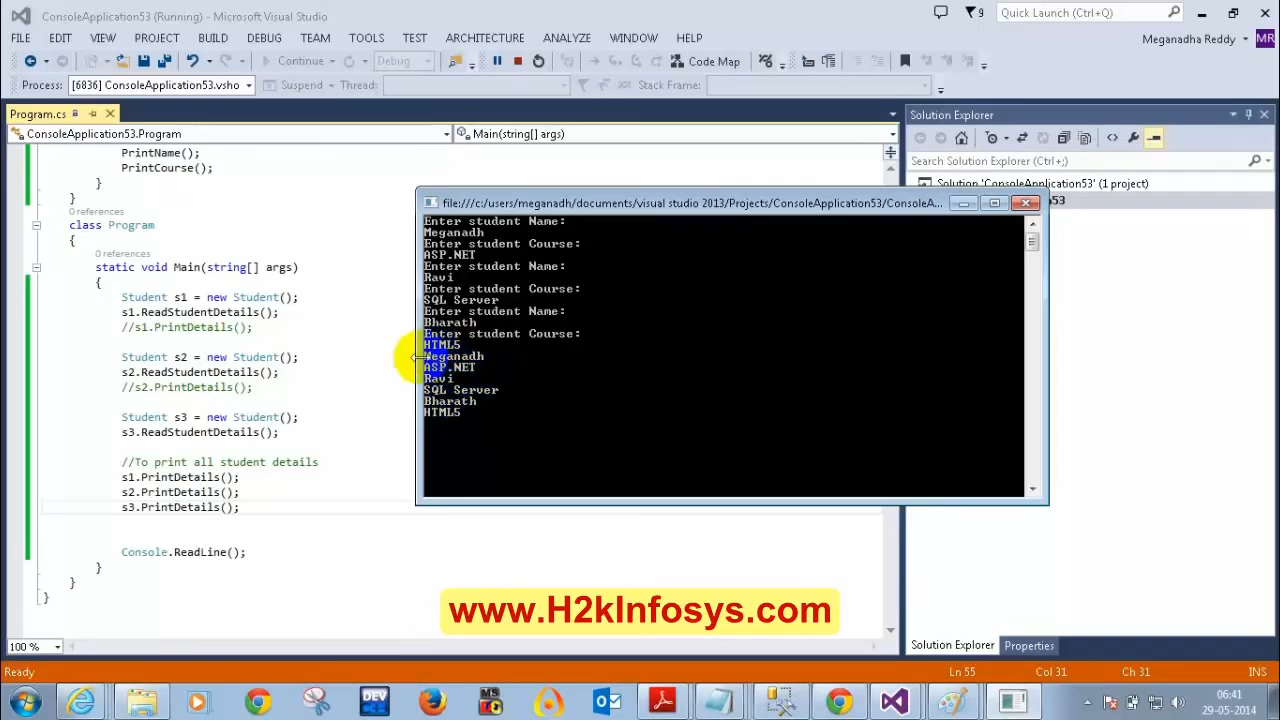 ConsoleApplication53 (Running) - Microsoft Visual Studio
9
Quick Launch (Ctrl+Q)
FILE EDIT VIEW PROJECT BUILD DEBUG TEAM TOOLS TEST ARCHITECTURE ANALYZE WINDOW HELP
Meganadha Reddy
MR
Continue
Debug
Code Map
Process: [6836] ConsoleApplication53.vsho
Suspend
Thread:
Stack Frame:
Program.cs
Solution Explorer
ConsoleApplication53.Program
Main(string[] args)
Search Solution Explorer (Ctrl+;)
Solution 'ConsoleApplication53' (1 project)
53
PrintName();
PrintCourse();
}
}
0 references
class Program
{
0 references
static void Main(string[] args)
{
Student s1 = new Student();
s1.ReadStudentDetails();
//s1.PrintDetails();
Student s2 = new Student();
s2.ReadStudentDetails();
//s2.PrintDetails();
Student s3 = new Student();
s3.ReadStudentDetails();
//To print all student details
s1.PrintDetails();
s2.PrintDetails();
s3.PrintDetails();
Console.ReadLine();
}
}
}
file:///c:/users/meganadh/documents/visual studio 2013/Projects/ConsoleApplication53/ConsoleA...
Enter student Name:
Meganadh
Enter student Course:
ASP.NET
Enter student Name:
Ravi
Enter student Course:
SQL Server
Enter student Name:
Bharath
Enter student Course:
HTML5
Meganadh
ASP.NET
Ravi
SQL Server
Bharath
HTML5
www.H2kInfosys.com
100 %
Solution Explorer Properties
Ready
Ln 55 Col 31 Ch 31 INS
DEV
MS
06:41
29-05-2014